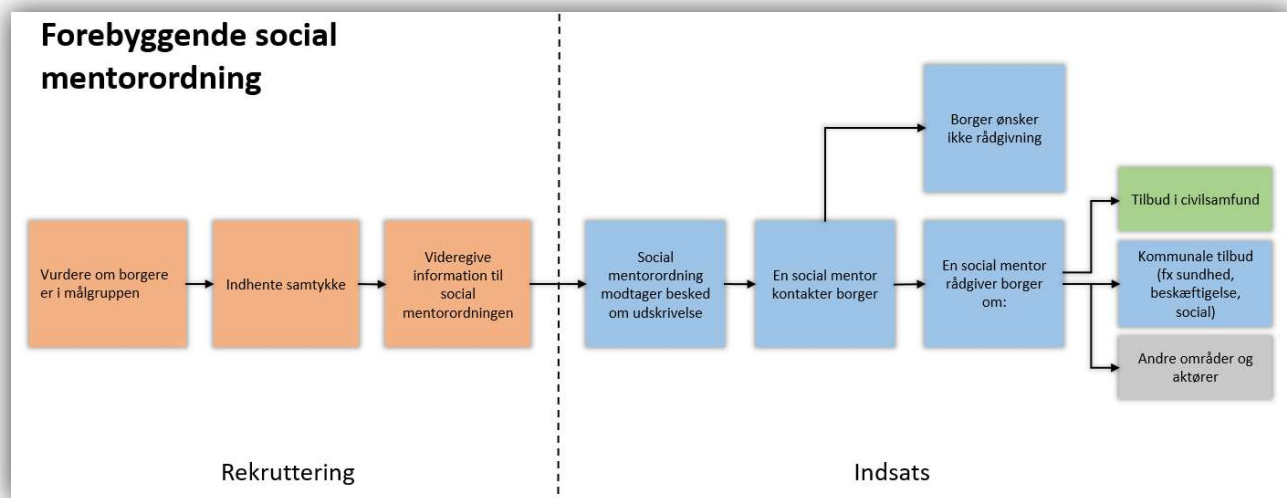 Forebyggende social
mentorordning
Vurdere om borgere
er i målgruppen
Indhente samtykke
Videregive
information til
social
mentorordningen
Social
mentorordning
modtager besked
om udskrivelse
En social mentor
kontakter borger
Borger ønsker
ikke rådgivning
En social mentor
rådgiver borger
om:
Tilbud i civilsamfund
Kommunale tilbud
(fx sundhed,
beskæftigelse,
social)
Andre områder og
aktører
Rekruttering
Indsats